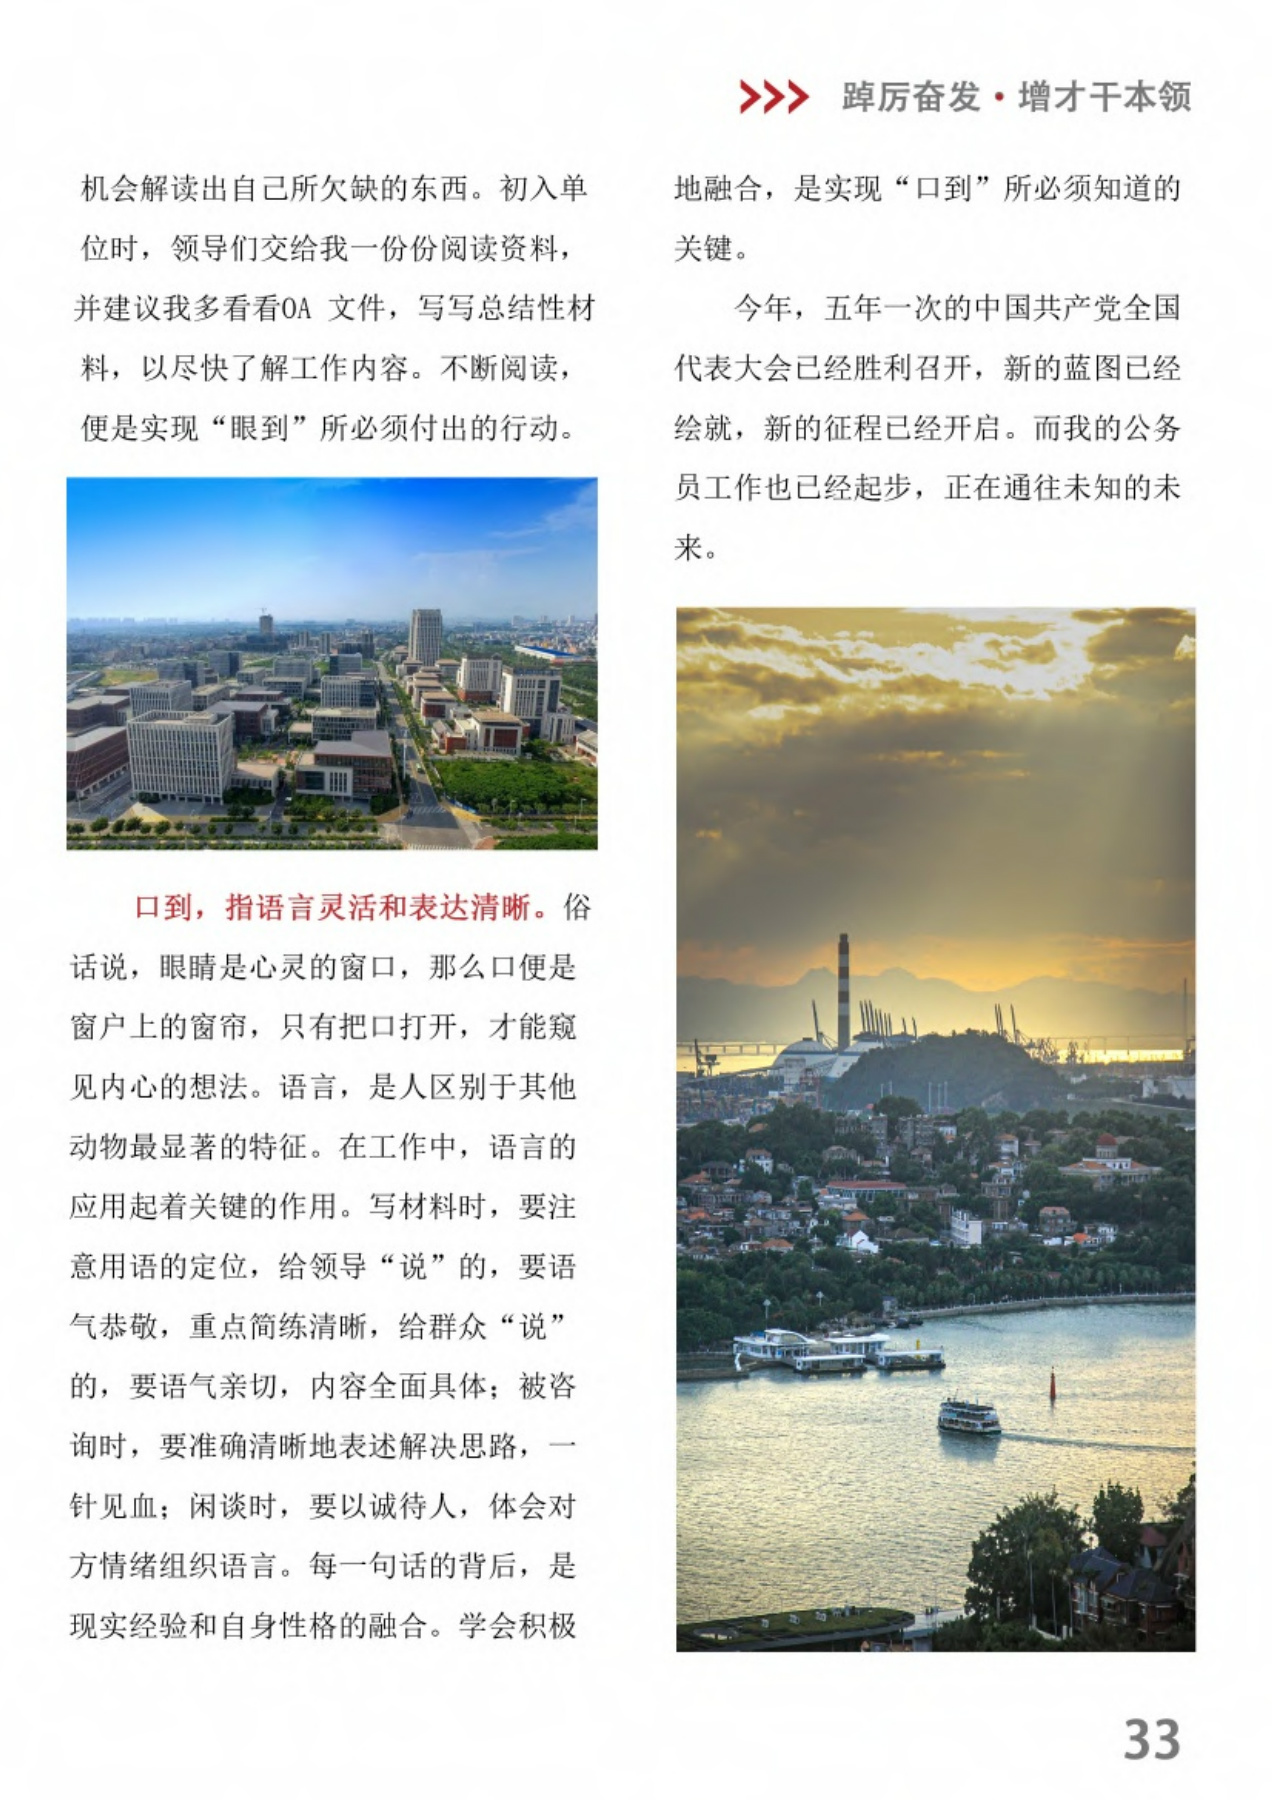 >>> 踔厉奋发·增才干本领
机会解读出自己所欠缺的东西。初入单
位时，领导们交给我一份份阅读资料，
并建议我多看看OA 文件，写写总结性材
料，以尽快了解工作内容。不断阅读，
便是实现“眼到”所必须付出的行动。
口到，指语言灵活和表达清晰。俗
话说，眼睛是心灵的窗口，那么口便是
窗户上的窗帘，只有把口打开，才能窥
见内心的想法。语言，是人区别于其他
动物最显著的特征。在工作中，语言的
应用起着关键的作用。写材料时，要注
意用语的定位，给领导“说”的，要语
气恭敬，重点简练清晰，给群众“说”
的，要语气亲切，内容全面具体；被咨
询时，要准确清晰地表述解决思路，一
针见血；闲谈时，要以诚待人，体会对
方情绪组织语言。每一句话的背后，是
现实经验和自身性格的融合。学会积极
地融合，是实现“口到”所必须知道的
关键。
今年，五年一次的中国共产党全国
代表大会已经胜利召开，新的蓝图已经
绘就，新的征程已经开启。而我的公务
员工作也已经起步，正在通往未知的未
来。
33